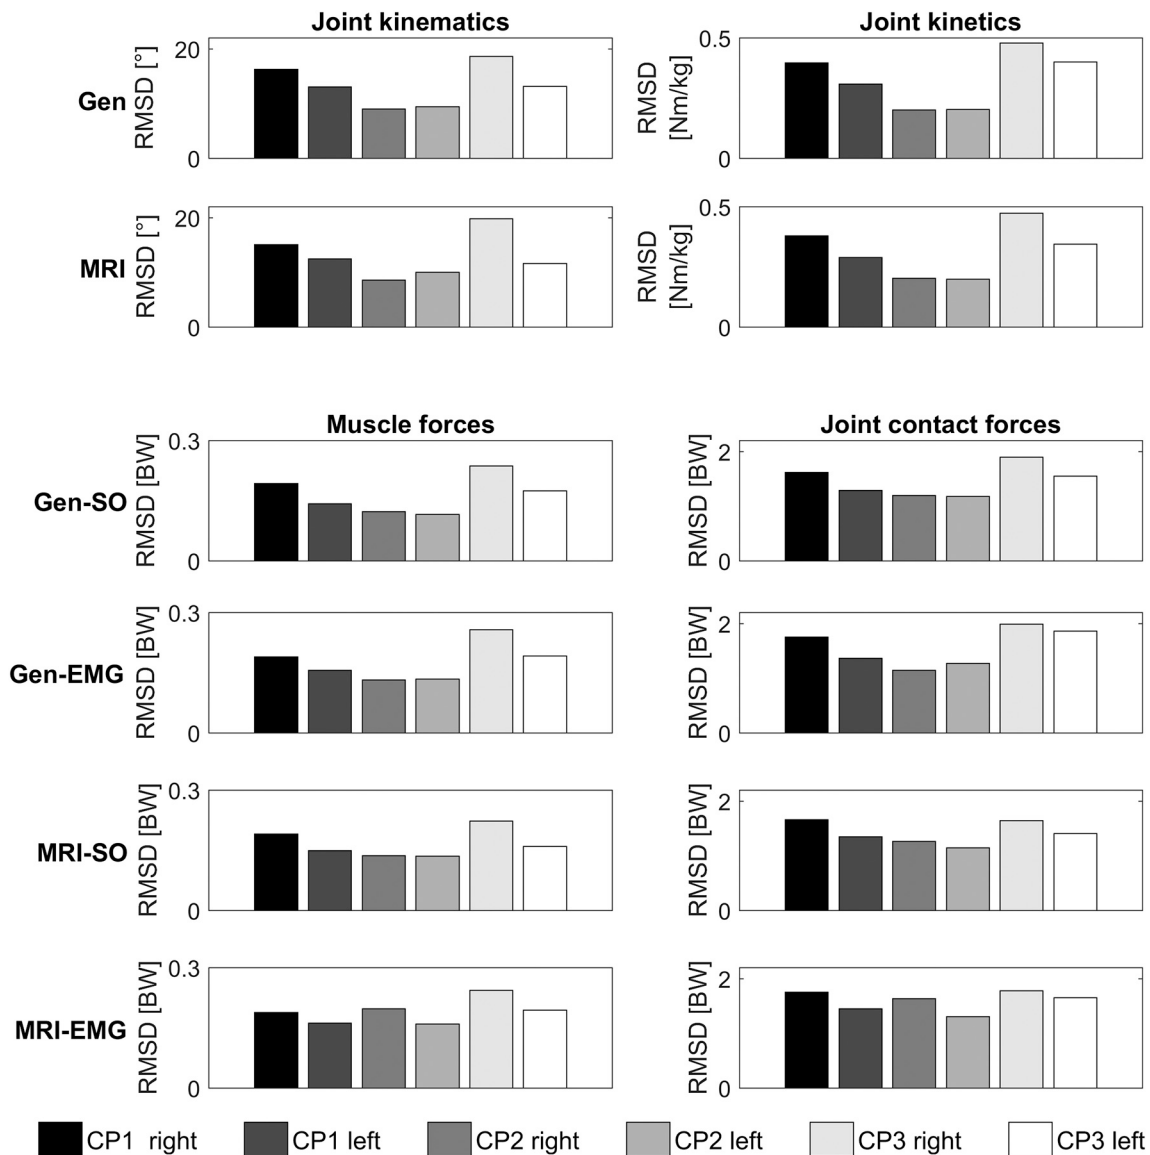 Joint kinematics
Joint kinetics
Gen
RMSD [°]
20
0
RMSD
[Nm/kg]
0.5
0
MRI
RMSD [°]
20
0
RMSD
[Nm/kg]
0.5
0
Muscle forces
Joint contact forces
Gen-SO
RMSD [BW]
0.3
0
RMSD [BW]
2
0
Gen-EMG
RMSD [BW]
0.3
0
RMSD [BW]
2
0
MRI-SO
RMSD [BW]
0.3
0
RMSD [BW]
2
0
MRI-EMG
RMSD [BW]
0.3
0
RMSD [BW]
2
0
CP1 right CP1 left CP2 right CP2 left CP3 right CP3 left